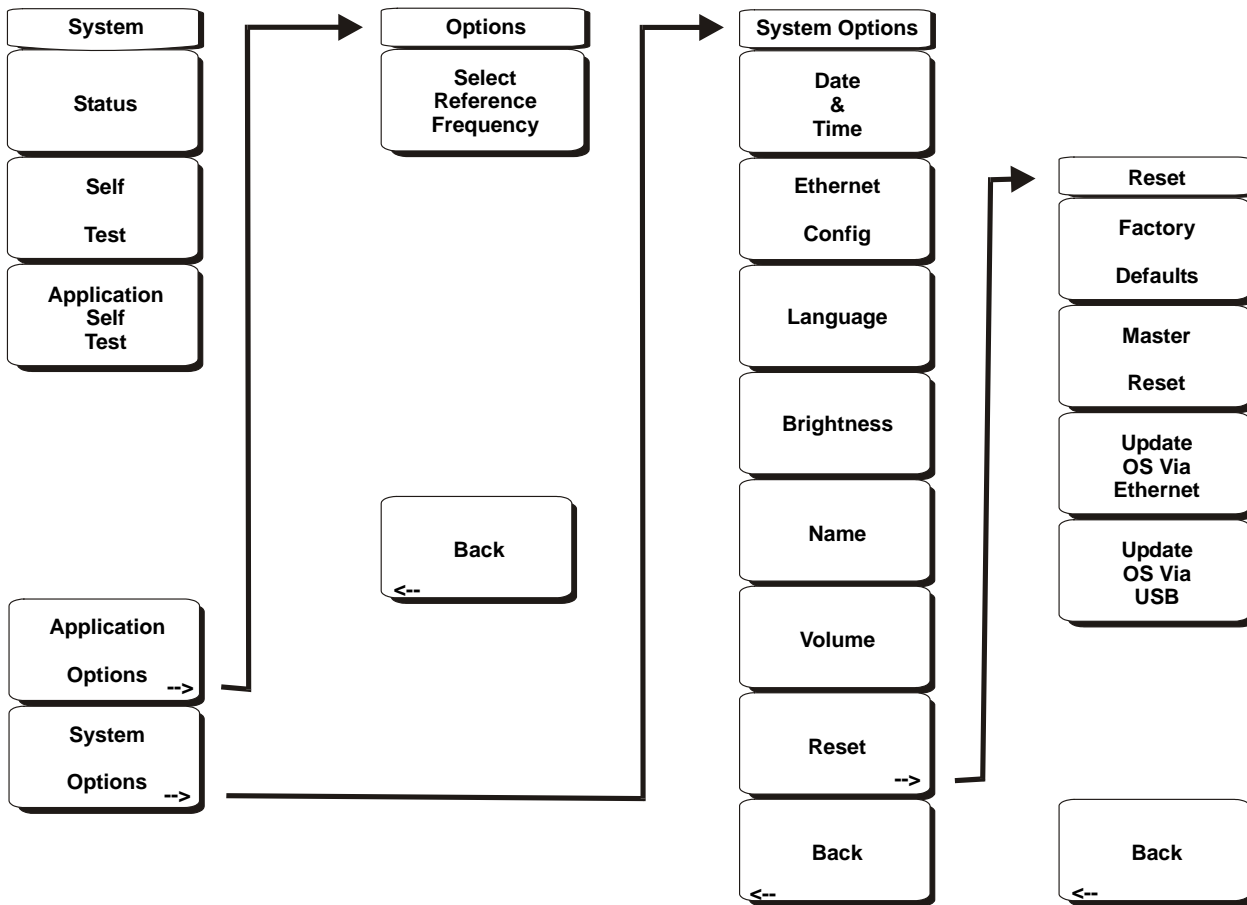 System
Status
Self
Test
Application
Self
Test
Application
Options
-->
System
Options
-->
Options
Select
Reference
Frequency
Back
<--
System Options
Date
&
Time
Ethernet
Config
Language
Brightness
Name
Volume
Reset
-->
Back
<--
Reset
Factory
Defaults
Master
Reset
Update
OS Via
Ethernet
Update
OS Via
USB
Back
<--